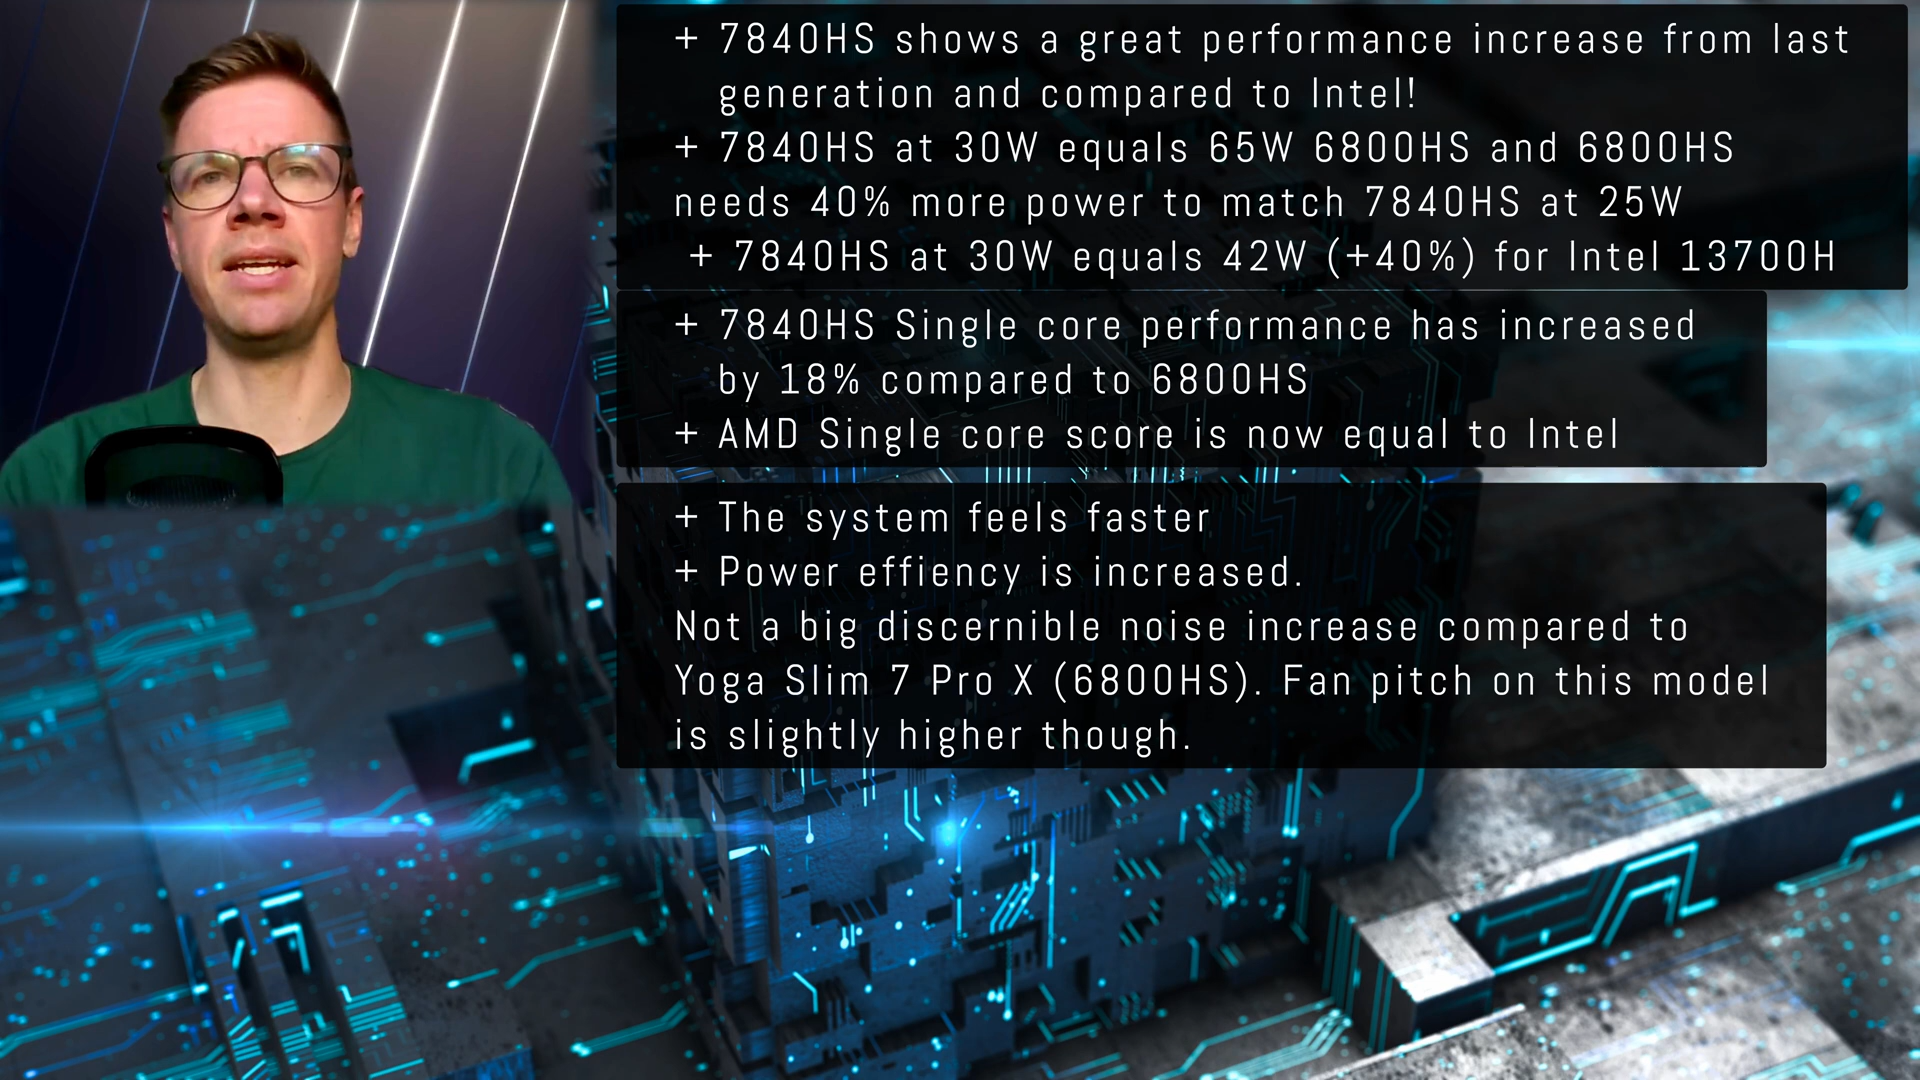 + 7840HS shows a great performance increase from last
generation and compared to Intel!
+ 7840HS at 30W equals 65W 6800HS and 6800HS
needs 40% more power to match 7840HS at 25W
+ 7840HS at 30W equals 42W (+40%) for Intel 13700H
+ 7840HS Single core performance has increased
by 18% compared to 6800HS
+ AMD Single core score is now equal to Intel
+ The system feels faster
+ Power effiency is increased.
Not a big discernible noise increase compared to
Yoga Slim 7 Pro X (6800HS). Fan pitch on this model
is slightly higher though.